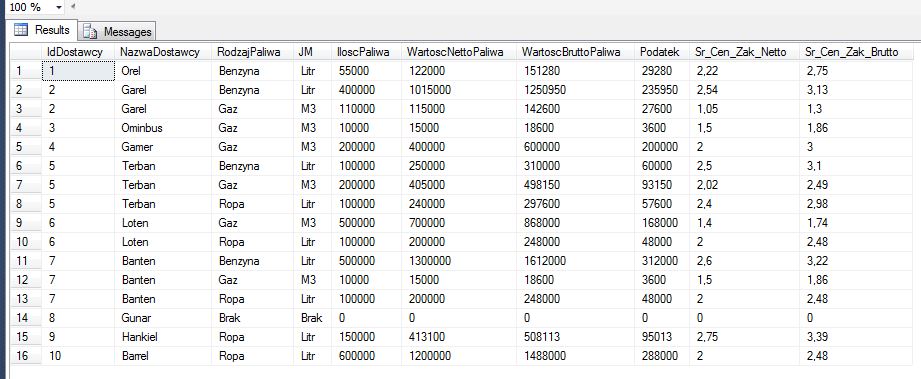 100 %
Results Messages
IdDostawcy NazwaDostawcy RodzajPaliwa JM IloscPaliwa WartoscNettoPaliwa WartoscBruttoPaliwa Podatek Sr_Cen_Zak_Netto Sr_Cen_Zak_Brutto
1 1 Orel Benzyna Litr 55000 122000 151280 29280 2,22 2,75
2 2 Garel Benzyna Litr 400000 1015000 1250950 235950 2,54 3,13
3 2 Garel Gaz M3 110000 115000 142600 27600 1,05 1,3
4 3 Ominbus Gaz M3 10000 15000 18600 3600 1,5 1,86
5 4 Gamer Gaz M3 200000 400000 600000 200000 2 3
6 5 Terban Benzyna Litr 100000 250000 310000 60000 2,5 3,1
7 5 Terban Gaz M3 200000 405000 498150 93150 2,02 2,49
8 5 Terban Ropa Litr 100000 240000 297600 57600 2,4 2,98
9 6 Loten Gaz M3 500000 700000 868000 168000 1,4 1,74
10 6 Loten Ropa Litr 100000 200000 248000 48000 2 2,48
11 7 Banten Benzyna Litr 500000 1300000 1612000 312000 2,6 3,22
12 7 Banten Gaz M3 10000 15000 18600 3600 1,5 1,86
13 7 Banten Ropa Litr 100000 200000 248000 48000 2 2,48
14 8 Gunar Brak Brak 0 0 0 0 0 0
15 9 Hankiel Ropa Litr 150000 413100 508113 95013 2,75 3,39
16 10 Barrel Ropa Litr 600000 1200000 1488000 288000 2 2,48